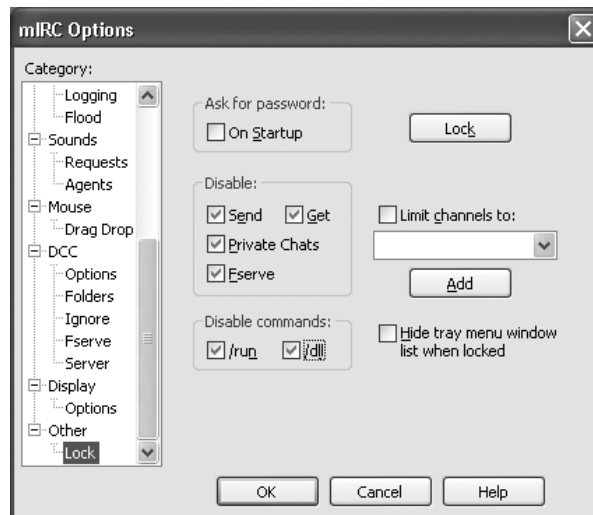 mIRC Options
Category:
Logging
Flood
Sounds
Requests
Agents
Mouse
Drag Drop
DCC
Options
Folders
Ignore
Fserve
Server
Display
Options
Other
Lock
Ask for password:
On Startup
Lock
Disable:
Send Get
Private Chats
Fserve
Limit channels to:
Add
Disable commands:
/run /dll
Hide tray menu window
list when locked
OK Cancel Help